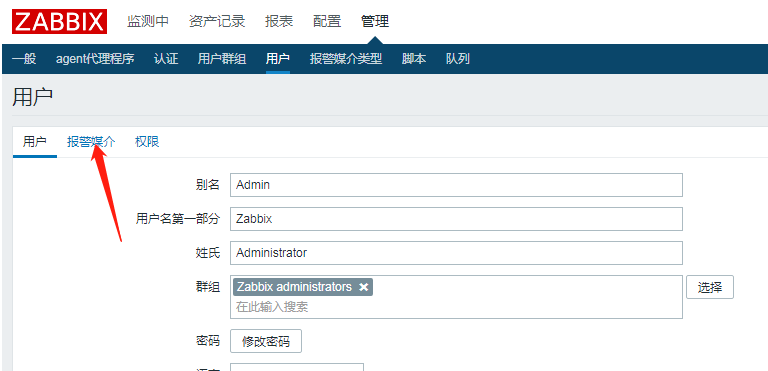 ZABBIX 监测中 资产记录 报表 配置 管理
一般 agent代理程序 认证 用户群组 用户 报警媒介类型 脚本 队列
用户
用户 报警媒介 权限
别名 Admin
用户名第一部分 Zabbix
姓氏 Administrator
群组 Zabbix administrators ✖ 选择
在此输入搜索
密码 修改密码